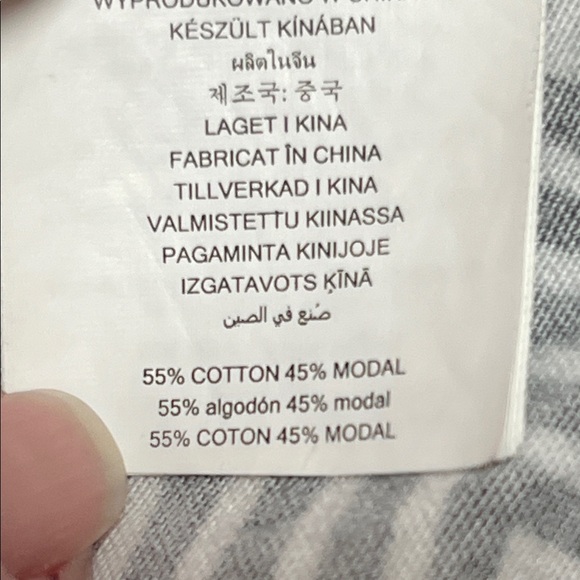 KÉSZÜLT KÍNÁBAN
ผลิตในจีน
제조국: 중국
LAGET I KINA
FABRICAT ÎN CHINA
TILLVERKAD I KINA
VALMISTETTU KIINASSA
PAGAMINTA KINIJOJE
IZGATAVOTS ĶĪNĀ
صُنع في الصين
55% COTTON 45% MODAL
55% algodón 45% modal
55% COTON 45% MODAL